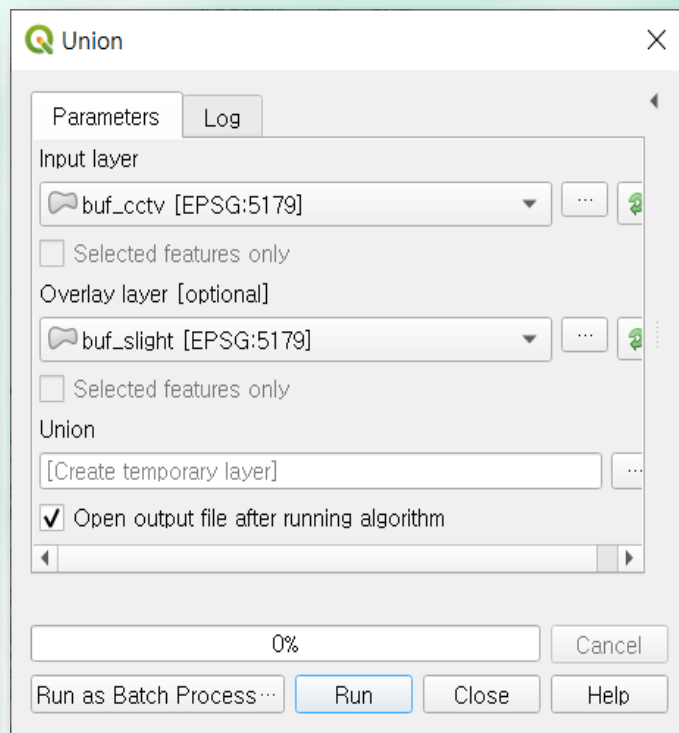 Union
Parameters Log
Input layer
buf_cctv [EPSG:5179] ...
Selected features only
Overlay layer [optional]
buf_slight [EPSG:5179] ...
Selected features only
Union
[Create temporary layer] ...
Open output file after running algorithm
0% Cancel
Run as Batch Process... Run Close Help